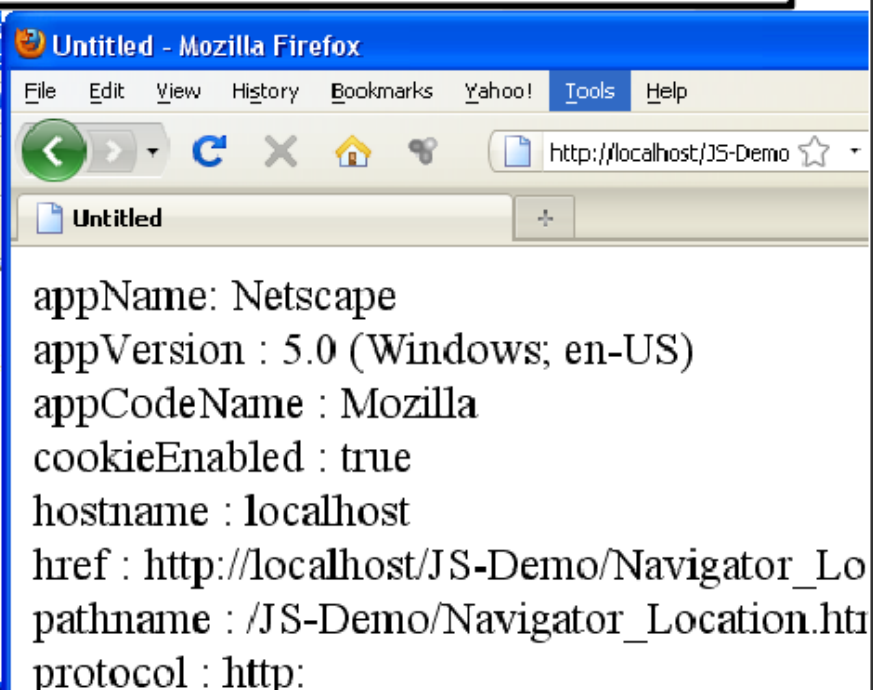 Untitled - Mozilla Firefox
File Edit View History Bookmarks Yahoo! Tools Help
http://localhost/JS-Demo
Untitled
appName: Netscape
appVersion : 5.0 (Windows; en-US)
appCodeName : Mozilla
cookieEnabled : true
hostname : localhost
href : http://localhost/JS-Demo/Navigator_Lo
pathname : /JS-Demo/Navigator_Location.htm
protocol : http: